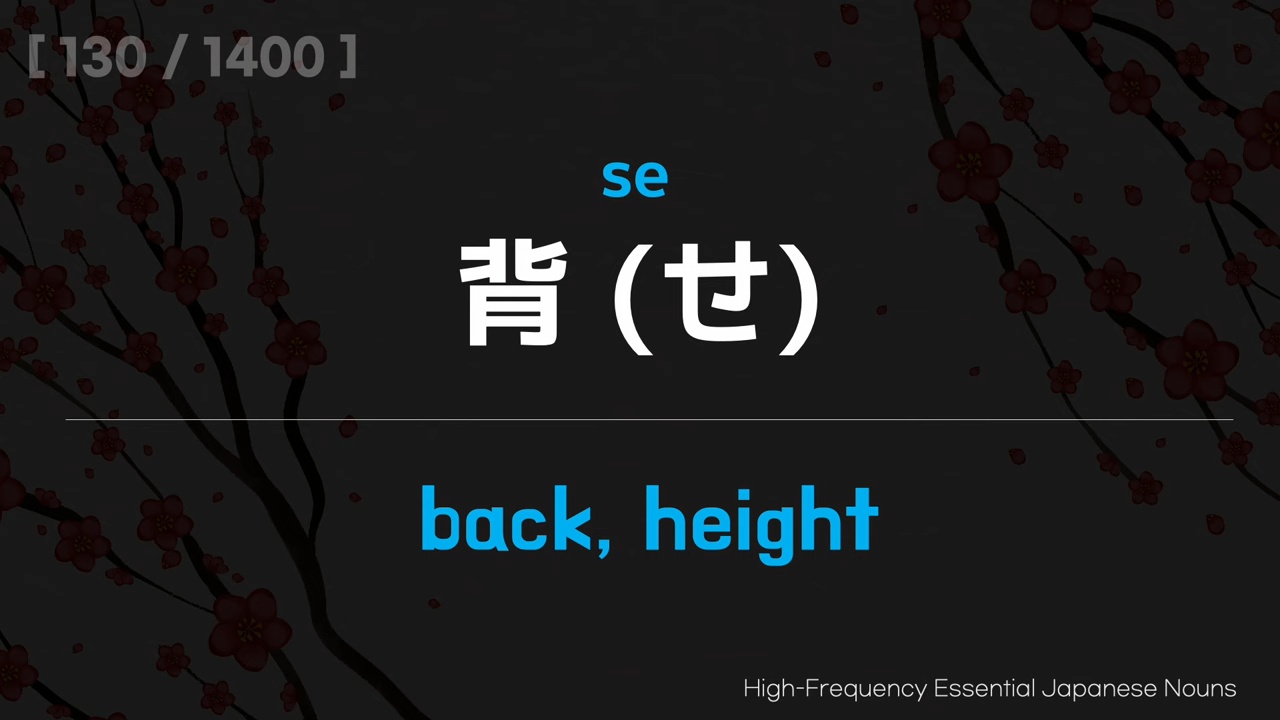 [ 130 / 1400 ]
se
背 (せ)
back, height
High-Frequency Essential Japanese Nouns